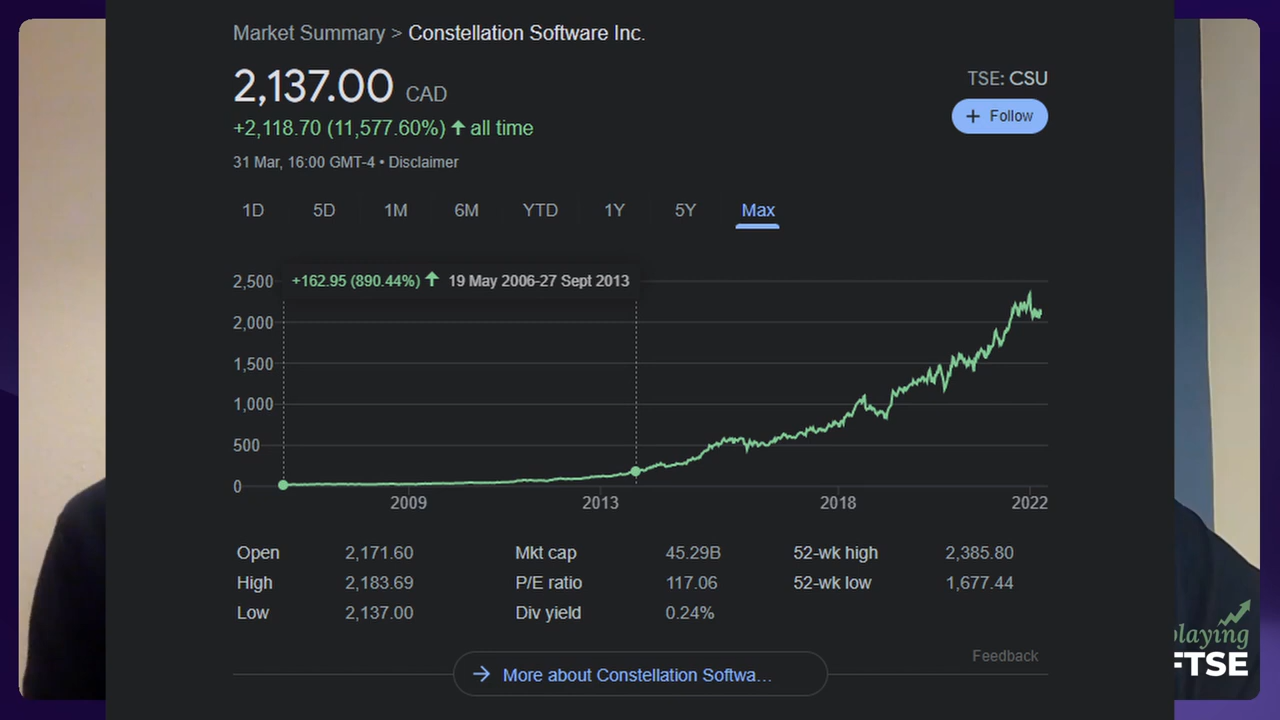 Market Summary > Constellation Software Inc.
2,137.00 CAD
TSE: CSU
+2,118.70 (11,577.60%) ↑ all time
+ Follow
31 Mar, 16:00 GMT-4 • Disclaimer
1D 5D 1M 6M YTD 1Y 5Y Max
+162.95 (890.44%) ↑ 19 May 2006-27 Sept 2013
2,500
2,000
1,500
1,000
500
0
2009 2013 2018 2022
Open 2,171.60 Mkt cap 45.29B 52-wk high 2,385.80
High 2,183.69 P/E ratio 117.06 52-wk low 1,677.44
Low 2,137.00 Div yield 0.24%
Feedback
→ More about Constellation Softwa...
laying
FTSE